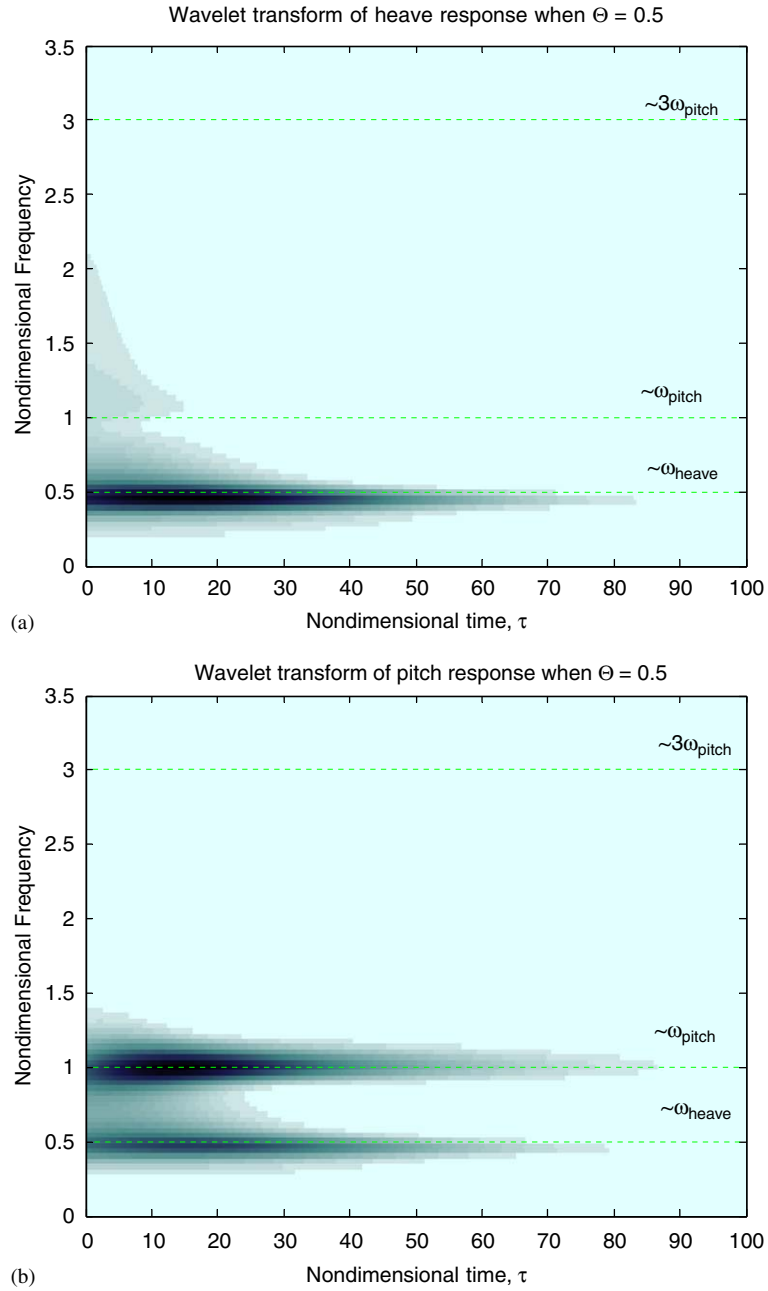 Wavelet transform of heave response when Θ = 0.5
3.5
3
2.5
2
1.5
1
0.5
0
Nondimensional Frequency
~3ωpitch
~ωpitch
~ωheave
0 10 20 30 40 50 60 70 80 90 100
(a)
Nondimensional time, τ
Wavelet transform of pitch response when Θ = 0.5
3.5
3
2.5
2
1.5
1
0.5
0
Nondimensional Frequency
~3ωpitch
~ωpitch
~ωheave
0 10 20 30 40 50 60 70 80 90 100
(b)
Nondimensional time, τ